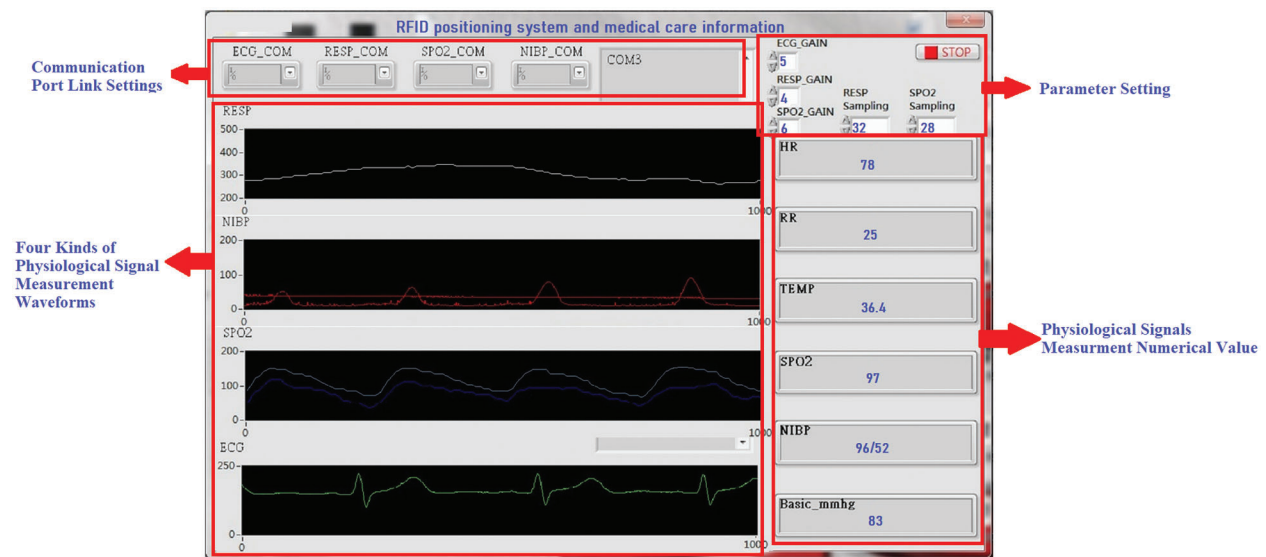 RFID positioning system and medical care information
ECG_COM RESP_COM SPO2_COM NIBP_COM
COM3
ECG_GAIN
5
STOP
RESP_GAIN
4
RESP
Sampling
SPO2
Sampling
SPO2_GAIN
6
32
28
Communication
Port Link Settings
Parameter Setting
RESP
500
400
300
200
0
1000
NIBP
200
100
0
0
1000
SPO2
200
100
0
0
1000
ECG
250
0
0
1000
Four Kinds of
Physiological Signal
Measurement
Waveforms
HR
78
RR
25
TEMP
36.4
SPO2
97
NIBP
96/52
Basic_mmhg
83
Physiological Signals
Measurment Numerical Value